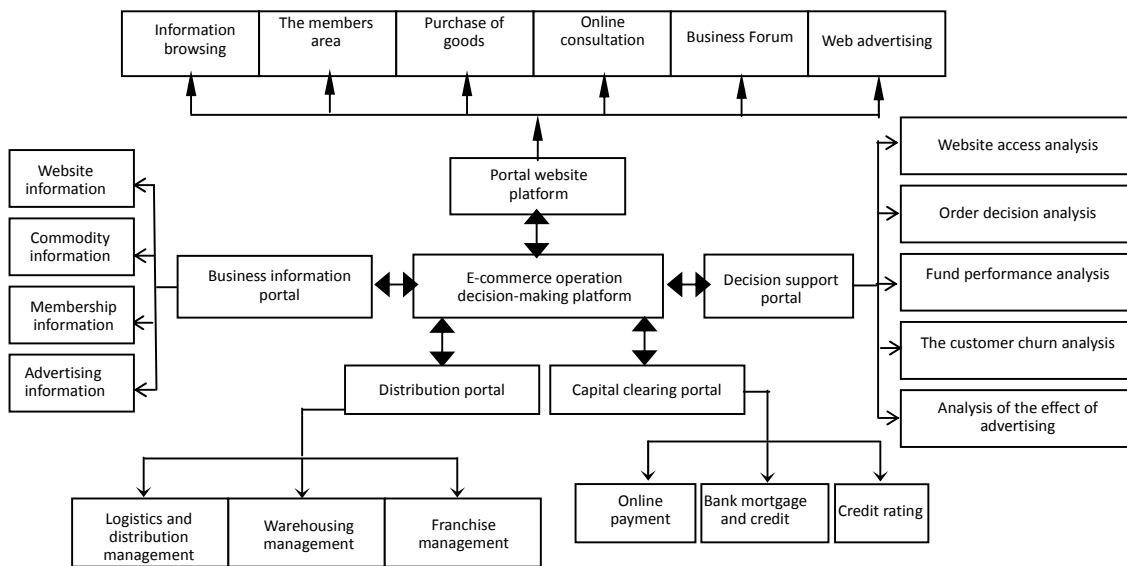 Information
browsing
The members
area
Purchase of
goods
Online
consultation
Business Forum
Web advertising
Portal website
platform
Website
information
Commodity
information
Membership
information
Advertising
information
Business information
portal
E-commerce operation
decision-making platform
Decision support
portal
Website access analysis
Order decision analysis
Fund performance analysis
The customer churn analysis
Analysis of the effect of
advertising
Distribution portal
Capital clearing portal
Logistics and
distribution
management
Warehousing
management
Franchise
management
Online
payment
Bank mortgage
and credit
Credit rating